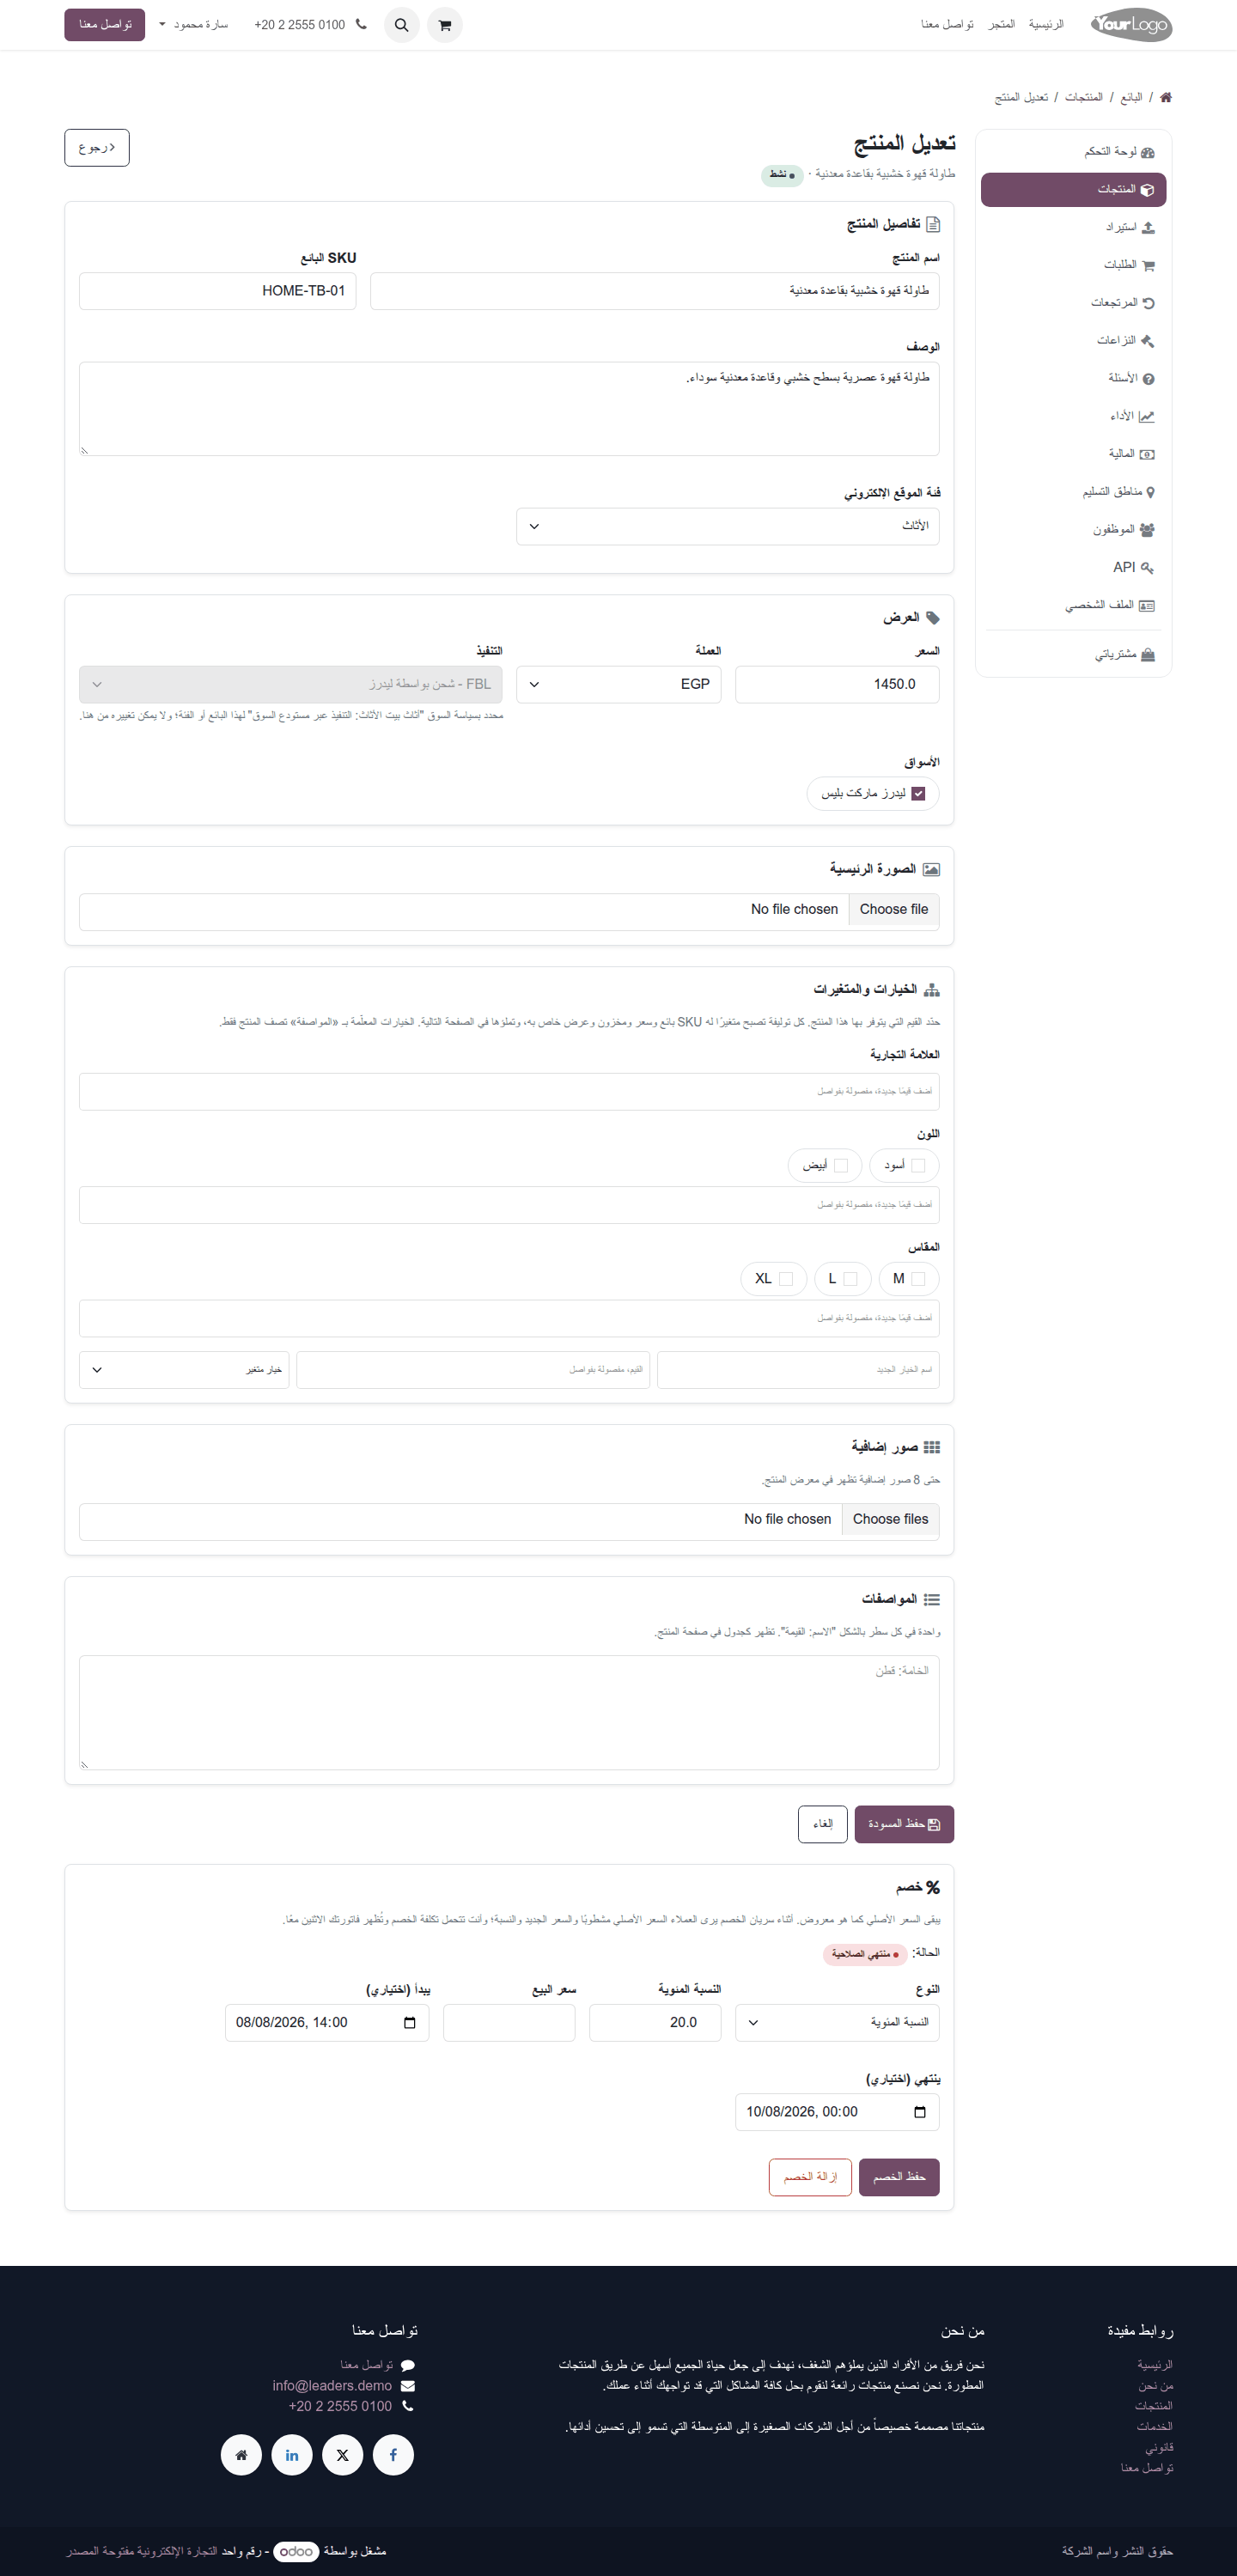 YourLogo
الرئيسية
المتجر
تواصل معنا
+20 2 2555 0100
سارة محمود
تواصل معنا
/ البائع / المنتجات / تعديل المنتج
لوحة التحكم
المنتجات
استيراد
الطلبات
المرتجعات
النزاعات
الأسئلة
الأداء
المالية
مناطق التسليم
الموظفون
API
الملف الشخصي
مشترياتي
تعديل المنتج
رجوع
طاولة قهوة خشبية بقاعدة معدنية · نشط
تفاصيل المنتج
اسم المنتج
SKU البائع
طاولة قهوة خشبية بقاعدة معدنية
HOME-TB-01
الوصف
طاولة قهوة عصرية بسطح خشبي وقاعدة معدنية سوداء.
فئة الموقع الإلكتروني
الأثاث
العرض
السعر
العملة
التنفيذ
1450.0
EGP
FBL - شحن بواسطة ليدرز
محدد بسياسة السوق "أثاث بيت الأثاث: التنفيذ عبر مستودع السوق" لهذا البائع أو الفئة؛ ولا يمكن تغييره من هنا.
الأسواق
ليدرز ماركت بليس
الصورة الرئيسية
Choose file No file chosen
الخيارات والمتغيرات
حدّد القيم التي يتوفر بها هذا المنتج. كل توليفة تصبح متغيرًا له SKU بائع وسعر ومخزون وعرض خاص به، وتملؤها في الصفحة التالية. الخيارات المعلّمة بـ «المواصفة» تصف المنتج فقط.
العلامة التجارية
أضف قيمًا جديدة، مفصولة بفواصل
اللون
أسود
أبيض
أضف قيمًا جديدة، مفصولة بفواصل
المقاس
M
L
XL
أضف قيمًا جديدة، مفصولة بفواصل
اسم الخيار الجديد
القيم، مفصولة بفواصل
خيار متغير
صور إضافية
حتى 8 صور إضافية تظهر في معرض المنتج.
Choose files No file chosen
المواصفات
واحدة في كل سطر بالشكل "الاسم: القيمة". تظهر كجدول في صفحة المنتج.
الخامة: قطن
حفظ المسودة
إلغاء
% خصم
يبقى السعر الأصلي كما هو معروض. أثناء سريان الخصم يرى العملاء السعر الأصلي مشطوبًا والسعر الجديد والنسبة؛ وأنت تتحمل تكلفة الخصم وتُظهر فاتورتك الاثنين معًا.
الحالة: منتهي الصلاحية
النوع
النسبة المئوية
سعر البيع
يبدأ (اختياري)
النسبة المئوية
20.0
08/08/2026, 14:00
ينتهي (اختياري)
10/08/2026, 00:00
حفظ الخصم
إزالة الخصم
روابط مفيدة
الرئيسية
من نحن
المنتجات
الخدمات
قانوني
تواصل معنا
من نحن
نحن فريق من الأفراد الذين يملؤهم الشغف، نهدف إلى جعل حياة الجميع أسهل عن طريق المنتجات
المطورة. نحن نصنع منتجات رائعة لنقوم بحل كافة المشاكل التي قد تواجهك أثناء عملك.
منتجاتنا مصممة خصيصاً من أجل الشركات الصغيرة إلى المتوسطة التي تسمو إلى تحسين أدائها.
تواصل معنا
تواصل معنا
info@leaders.demo
+20 2 2555 0100
حقوق النشر واسم الشركة
مشغل بواسطة odoo - رقم واحد التجارة الإلكترونية مفتوحة المصدر